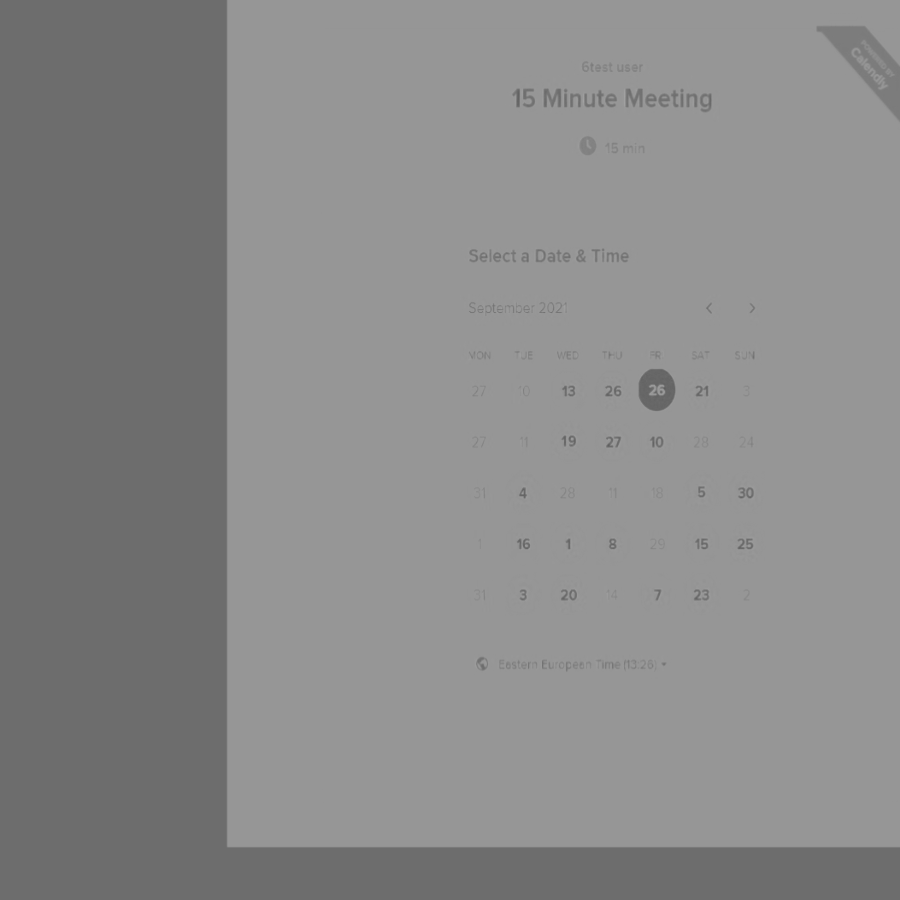 POWERED BY
Calendly
6test user
15 Minute Meeting
15 min
Select a Date & Time
September 2021
MON TUE WED THU FR SAT SUN
27 10 13 26 26 21 3
27 11 19 27 10 28 24
31 4 28 11 18 5 30
1 16 1 8 29 15 25
31 3 20 14 7 23 2
Eastern European Time (13:26)